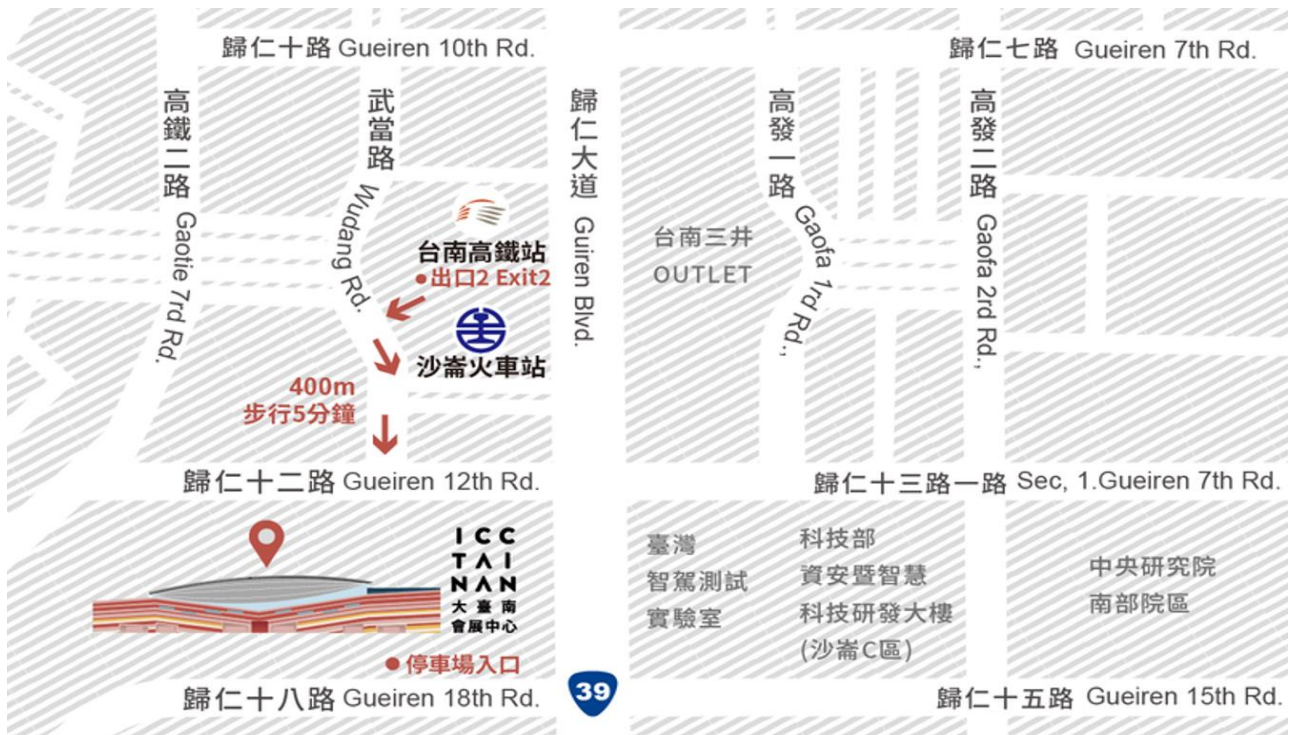 歸仁十路 Gueiren 10th Rd.
歸仁七路 Gueiren 7th Rd.
高鐵二路 Gaotie 7rd Rd.
武當路 Wudang Rd.
歸仁大道 Guiren Blvd.
高發一路 Gaofa 1rd Rd.,
高發二路 Gaofa 2rd Rd.,
台南高鐵站
出口2 Exit2
沙崙火車站
台南三井
OUTLET
400m
步行5分鐘
歸仁十二路 Gueiren 12th Rd.
歸仁十三路一路 Sec, 1.Gueiren 7th Rd.
ICC
TAI
NAN
大臺南
會展中心
停車場入口
臺灣
智駕測試
實驗室
科技部
資安暨智慧
科技研發大樓
(沙崙C區)
中央研究院
南部院區
歸仁十八路 Gueiren 18th Rd.
39
歸仁十五路 Gueiren 15th Rd.